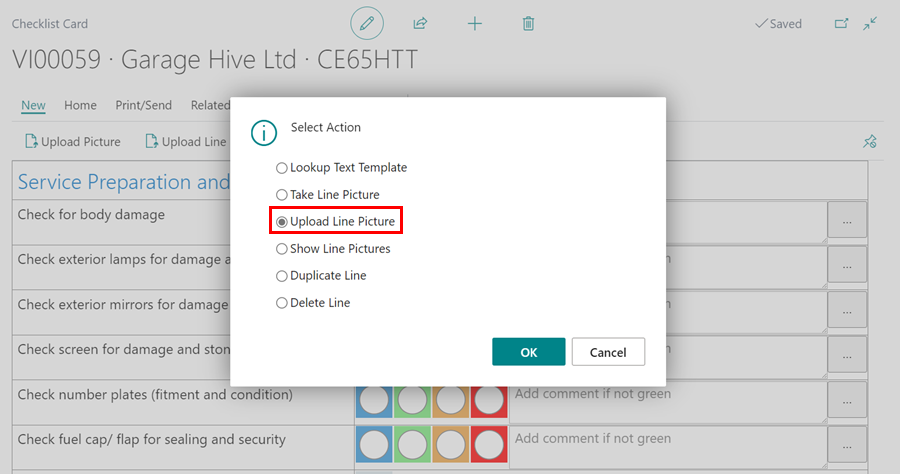 Checklist Card
Saved
VI00059 · Garage Hive Ltd · CE65HTT
New Home Print/Send Related
Upload Picture Upload Line
Select Action
Lookup Text Template
Take Line Picture
Upload Line Picture
Show Line Pictures
Duplicate Line
Delete Line
OK Cancel
Service Preparation and
Check for body damage
...
Check exterior lamps for damage a
...
Check exterior mirrors for damage
...
Check screen for damage and ston
...
Check number plates (fitment and condition) Add comment if not green
...
Check fuel cap/ flap for sealing and security Add comment if not green
...